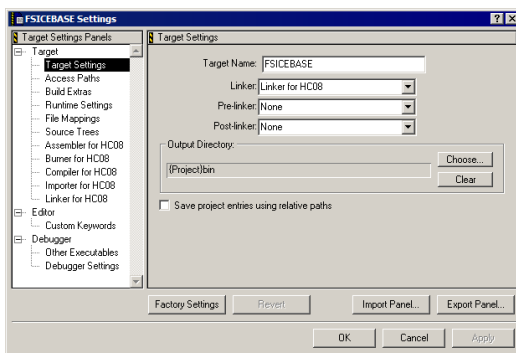 FSICEBASE Settings
Target Settings Panels
Target
Target Settings
Access Paths
Build Extras
Runtime Settings
File Mappings
Source Trees
Assembler for HC08
Burner for HC08
Compiler for HC08
Importer for HC08
Linker for HC08
Editor
Custom Keywords
Debugger
Other Executables
Debugger Settings
Target Settings
Target Name: FSICEBASE
Linker: Linker for HC08
Pre-linker: None
Post-linker: None
Output Directory:
{Project}bin
Choose...
Clear
Save project entries using relative paths
Factory Settings
Revert
Import Panel...
Export Panel...
OK
Cancel
Apply